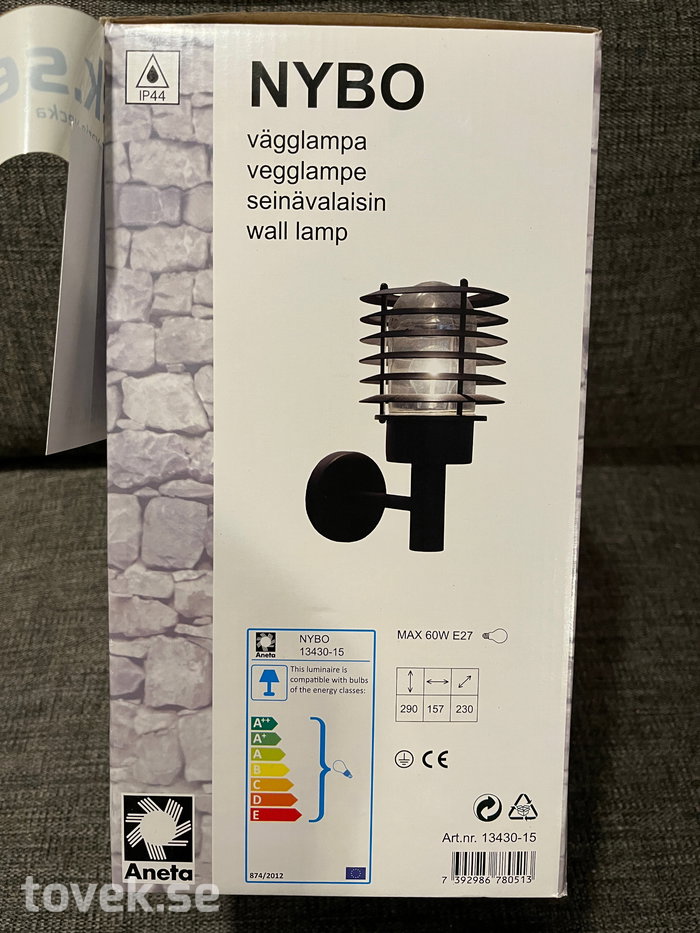 k.se
IP44
NYBO
vägglampa
vegglampe
seinävalaisin
wall lamp
NYBO
13430-15
Aneta
This luminaire is
compatible with bulbs
of the energy classes:
A++
A+
A
B
C
D
E
874/2012
MAX 60W E27
290 157 230
CE
Art.nr. 13430-15
7 392986 780513
Aneta
tovek.se